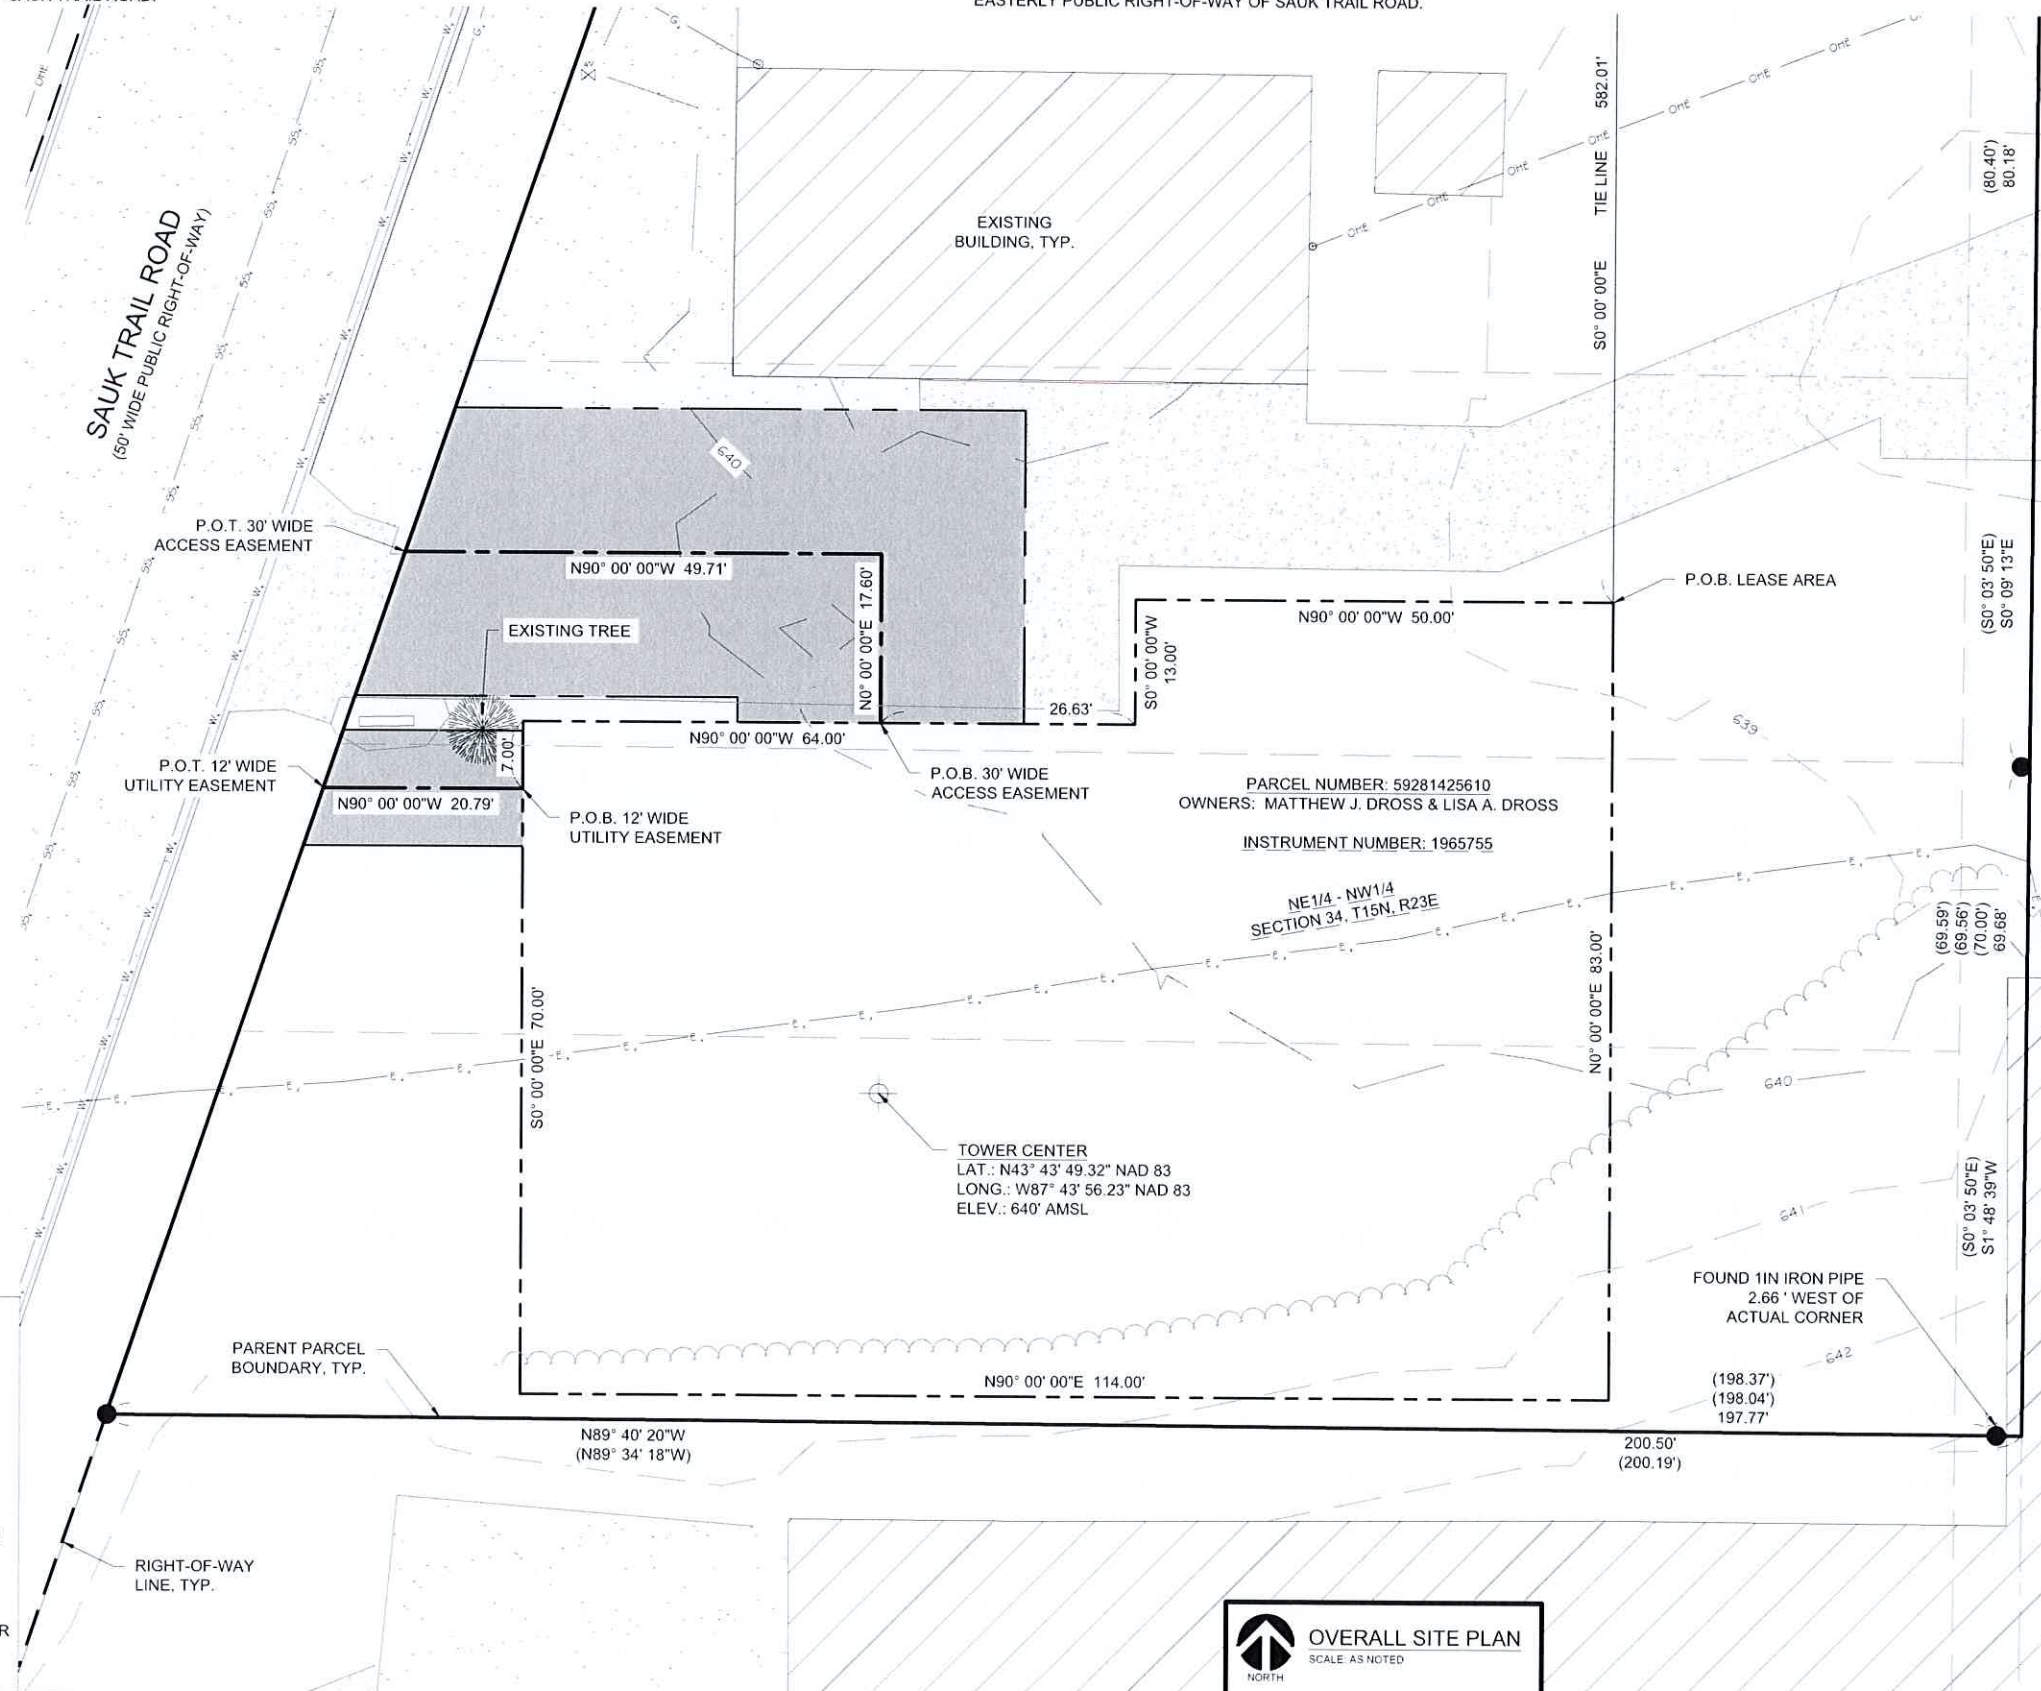 EASTERLY PUBLIC RIGHT-OF-WAY OF SAUK TRAIL ROAD.
SAUK TRAIL ROAD
(50' WIDE PUBLIC RIGHT-OF-WAY)
EXISTING
BUILDING, TYP.
S0° 00' 00"E TIE LINE 582.01'
(80.40')
80.18'
640
P.O.T. 30' WIDE
ACCESS EASEMENT
N90° 00' 00"W 49.71'
N0° 00' 00"E 17.60'
EXISTING TREE
P.O.B. LEASE AREA
N90° 00' 00"W 50.00'
S0° 00' 00"W
13.00'
(S0° 03' 50"E)
S0° 09' 13"E
26.63'
N90° 00' 00"W 64.00'
7.00'
639
P.O.T. 12' WIDE
UTILITY EASEMENT
N90° 00' 00"W 20.79'
P.O.B. 12' WIDE
UTILITY EASEMENT
P.O.B. 30' WIDE
ACCESS EASEMENT
PARCEL NUMBER: 59281425610
OWNERS: MATTHEW J. DROSS & LISA A. DROSS
INSTRUMENT NUMBER: 1965755
NE1/4 - NW1/4
SECTION 34, T15N, R23E
(69.59')
(69.56')
(70.00')
69.68'
S0° 00' 00"E 70.00'
N0° 00' 00"E 83.00'
640
TOWER CENTER
LAT.: N43° 43' 49.32" NAD 83
LONG.: W87° 43' 56.23" NAD 83
ELEV.: 640' AMSL
641
(S0° 03' 50"E)
S1° 48' 39"W
FOUND 1IN IRON PIPE
2.66 ' WEST OF
ACTUAL CORNER
642
PARENT PARCEL
BOUNDARY, TYP.
N90° 00' 00"E 114.00'
(198.37')
(198.04')
197.77'
N89° 40' 20"W
(N89° 34' 18"W)
200.50'
(200.19')
RIGHT-OF-WAY
LINE, TYP.
R
OVERALL SITE PLAN
SCALE: AS NOTED
NORTH